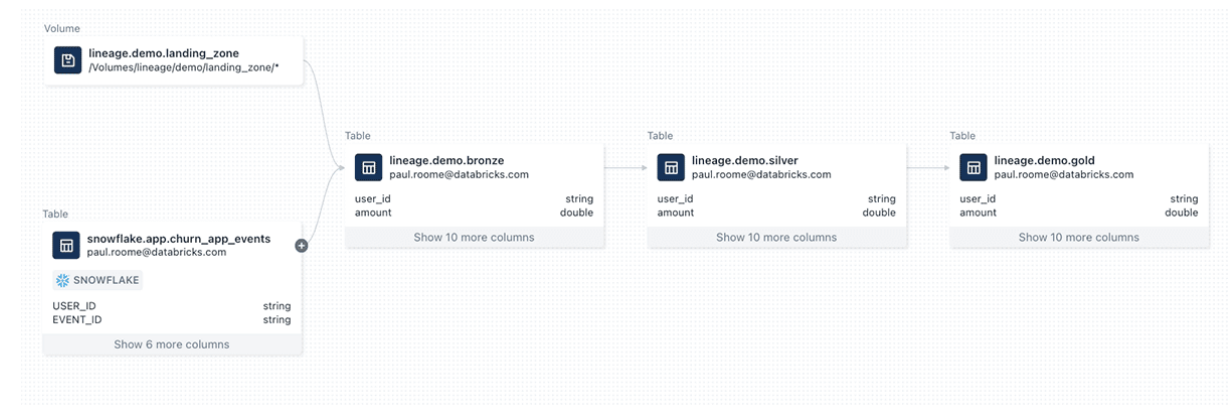 Volume
lineage.demo.landing_zone
/Volumes/lineage/demo/landing_zone/*
Table
snowflake.app.churn_app_events
paul.roome@databricks.com
SNOWFLAKE
USER_ID string
EVENT_ID string
Show 6 more columns
Table
lineage.demo.bronze
paul.roome@databricks.com
user_id string
amount double
Show 10 more columns
Table
lineage.demo.silver
paul.roome@databricks.com
user_id string
amount double
Show 10 more columns
Table
lineage.demo.gold
paul.roome@databricks.com
user_id string
amount double
Show 10 more columns